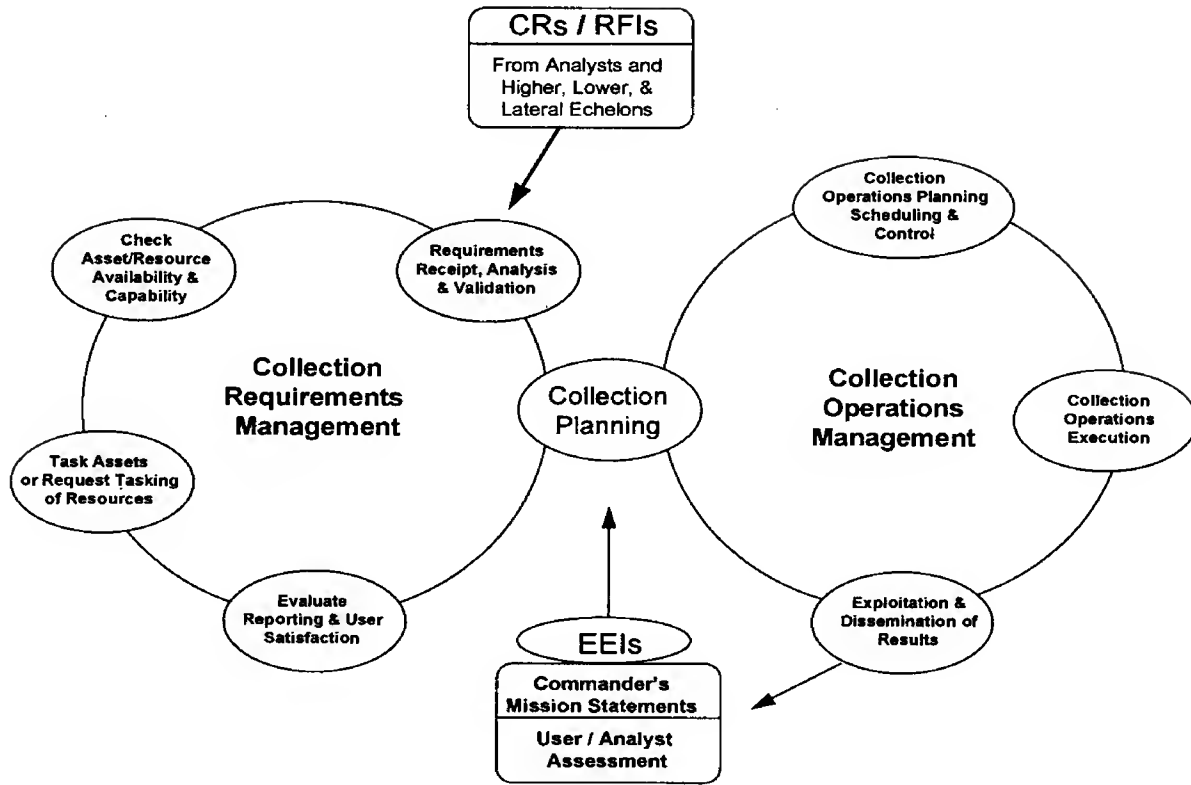 CRs / RFIs
From Analysts and
Higher, Lower, &
Lateral Echelons
Check
Asset/Resource
Availability &
Capability
Requirements
Receipt, Analysis
& Validation
Collection
Requirements
Management
Task Assets
or Request Tasking
of Resources
Evaluate
Reporting & User
Satisfaction
Collection
Planning
Collection
Operations Planning
Scheduling &
Control
Collection
Operations
Management
Collection
Operations
Execution
Exploitation &
Dissemination of
Results
EEIs
Commander's
Mission Statements
User / Analyst
Assessment